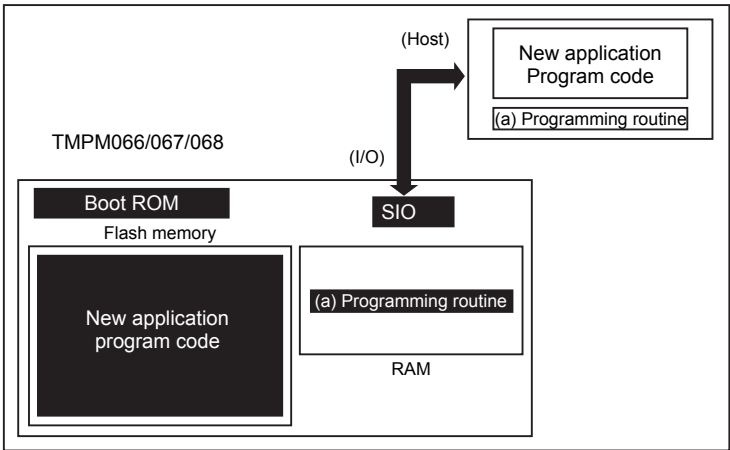 (Host)
New application
Program code
(a) Programming routine
TMPM066/067/068
(I/O)
Boot ROM
SIO
Flash memory
New application
program code
(a) Programming routine
RAM